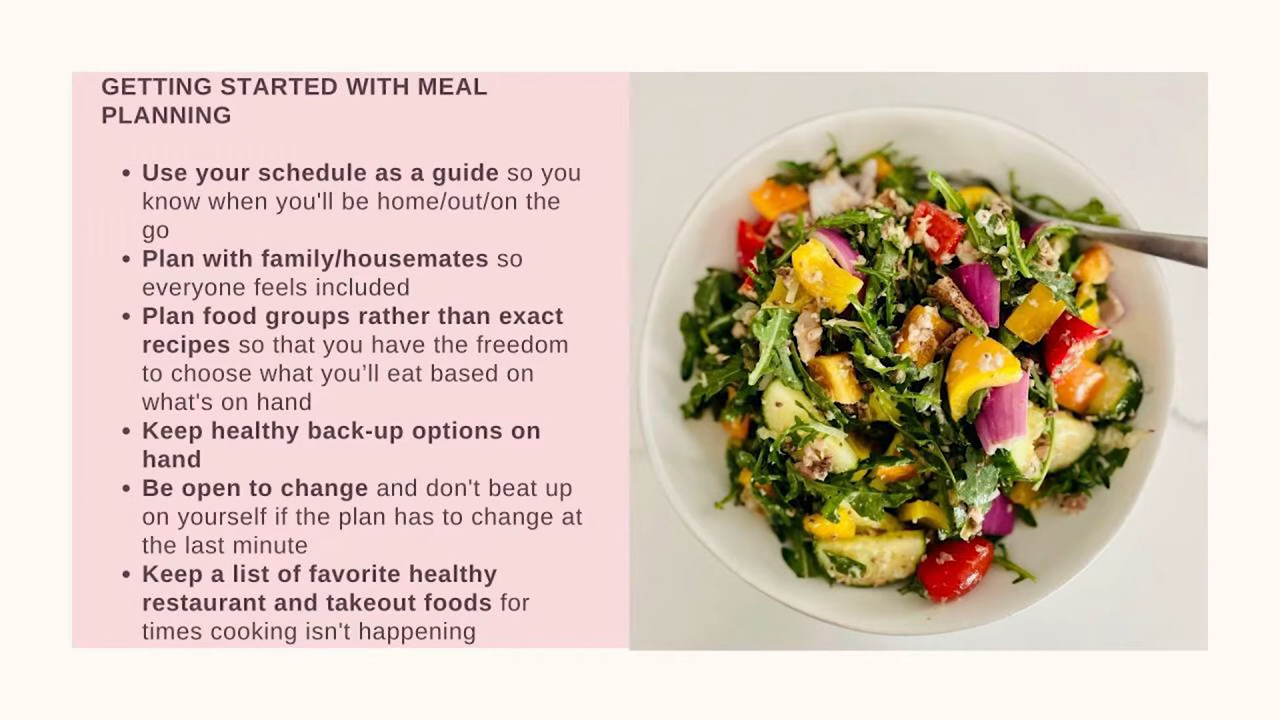 GETTING STARTED WITH MEAL
PLANNING
• Use your schedule as a guide so you
know when you'll be home/out/on the
go
• Plan with family/housemates so
everyone feels included
• Plan food groups rather than exact
recipes so that you have the freedom
to choose what you’ll eat based on
what's on hand
• Keep healthy back-up options on
hand
• Be open to change and don't beat up
on yourself if the plan has to change at
the last minute
• Keep a list of favorite healthy
restaurant and takeout foods for
times cooking isn't happening